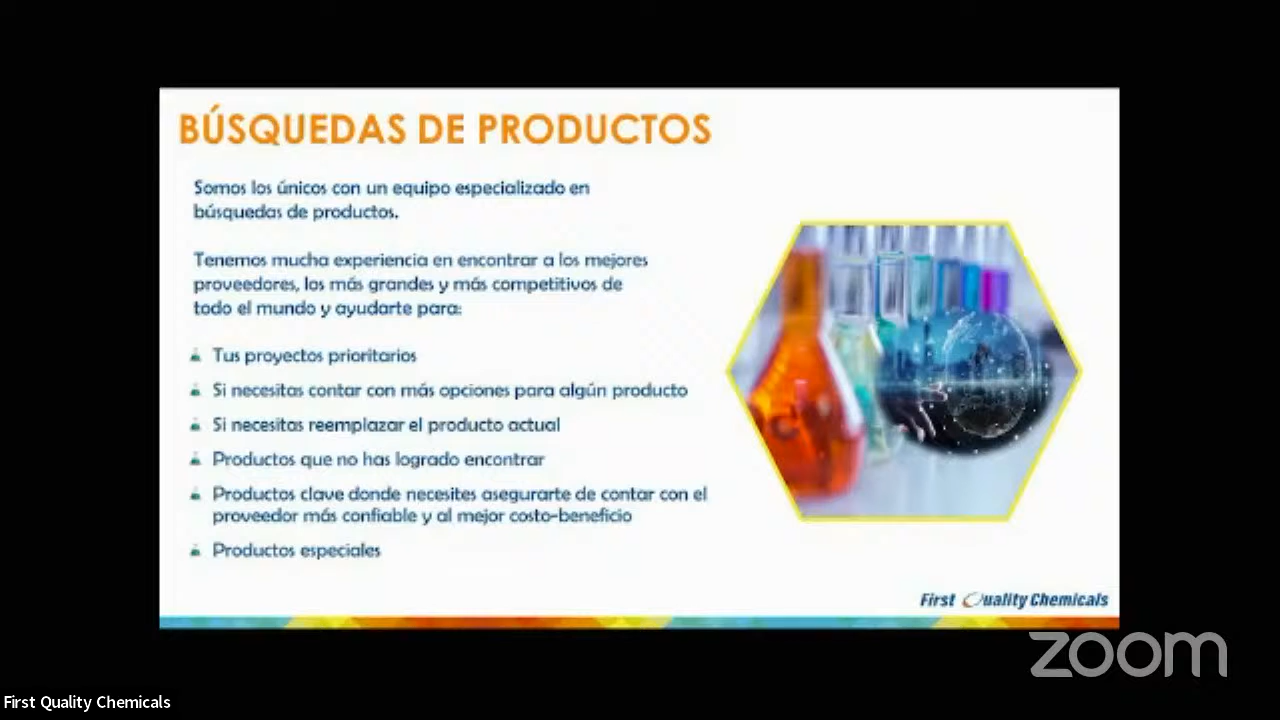 BÚSQUEDAS DE PRODUCTOS
Somos los únicos con un equipo especializado en
búsquedas de productos.
Tenemos mucha experiencia en encontrar a los mejores
proveedores, los más grandes y más competitivos de
todo el mundo y ayudarte para:
Tus proyectos prioritarios
Si necesitas contar con más opciones para algún producto
Si necesitas reemplazar el producto actual
Productos que no has logrado encontrar
Productos clave donde necesites asegurarte de contar con el
proveedor más confiable y al mejor costo-beneficio
Productos especiales
First Quality Chemicals
zoom
First Quality Chemicals